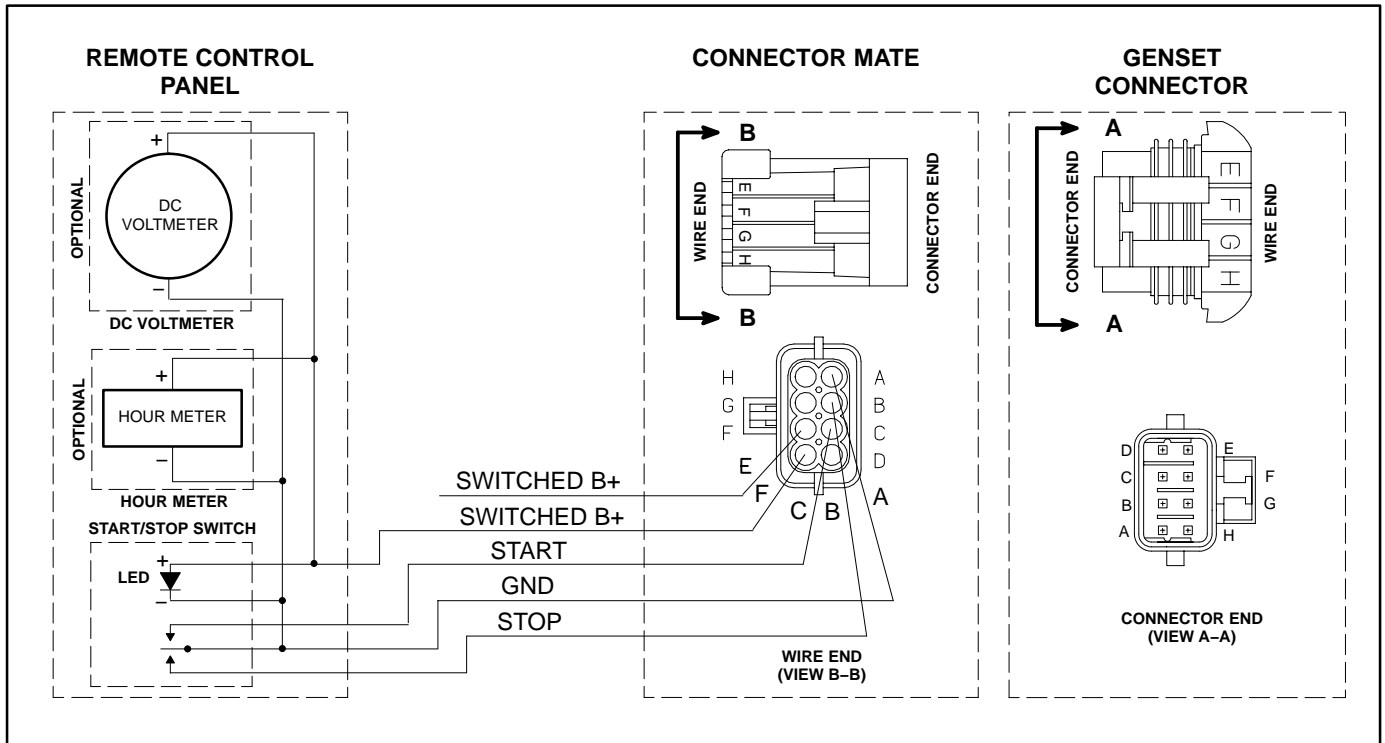 REMOTE CONTROL
PANEL
OPTIONAL
+
DC
VOLTMETER
−
DC VOLTMETER
OPTIONAL
+
HOUR METER
−
HOUR METER
START/STOP SWITCH
LED
+
−
SWITCHED B+
SWITCHED B+
START
GND
STOP
CONNECTOR MATE
B
WIRE END
E
F
G
H
CONNECTOR END
B
H
G
F
E
A
B
C
D
F
C
B
A
WIRE END
(VIEW B–B)
GENSET
CONNECTOR
A
CONNECTOR END
E
F
G
H
WIRE END
A
D
C
B
A
E
F
G
H
CONNECTOR END
(VIEW A–A)